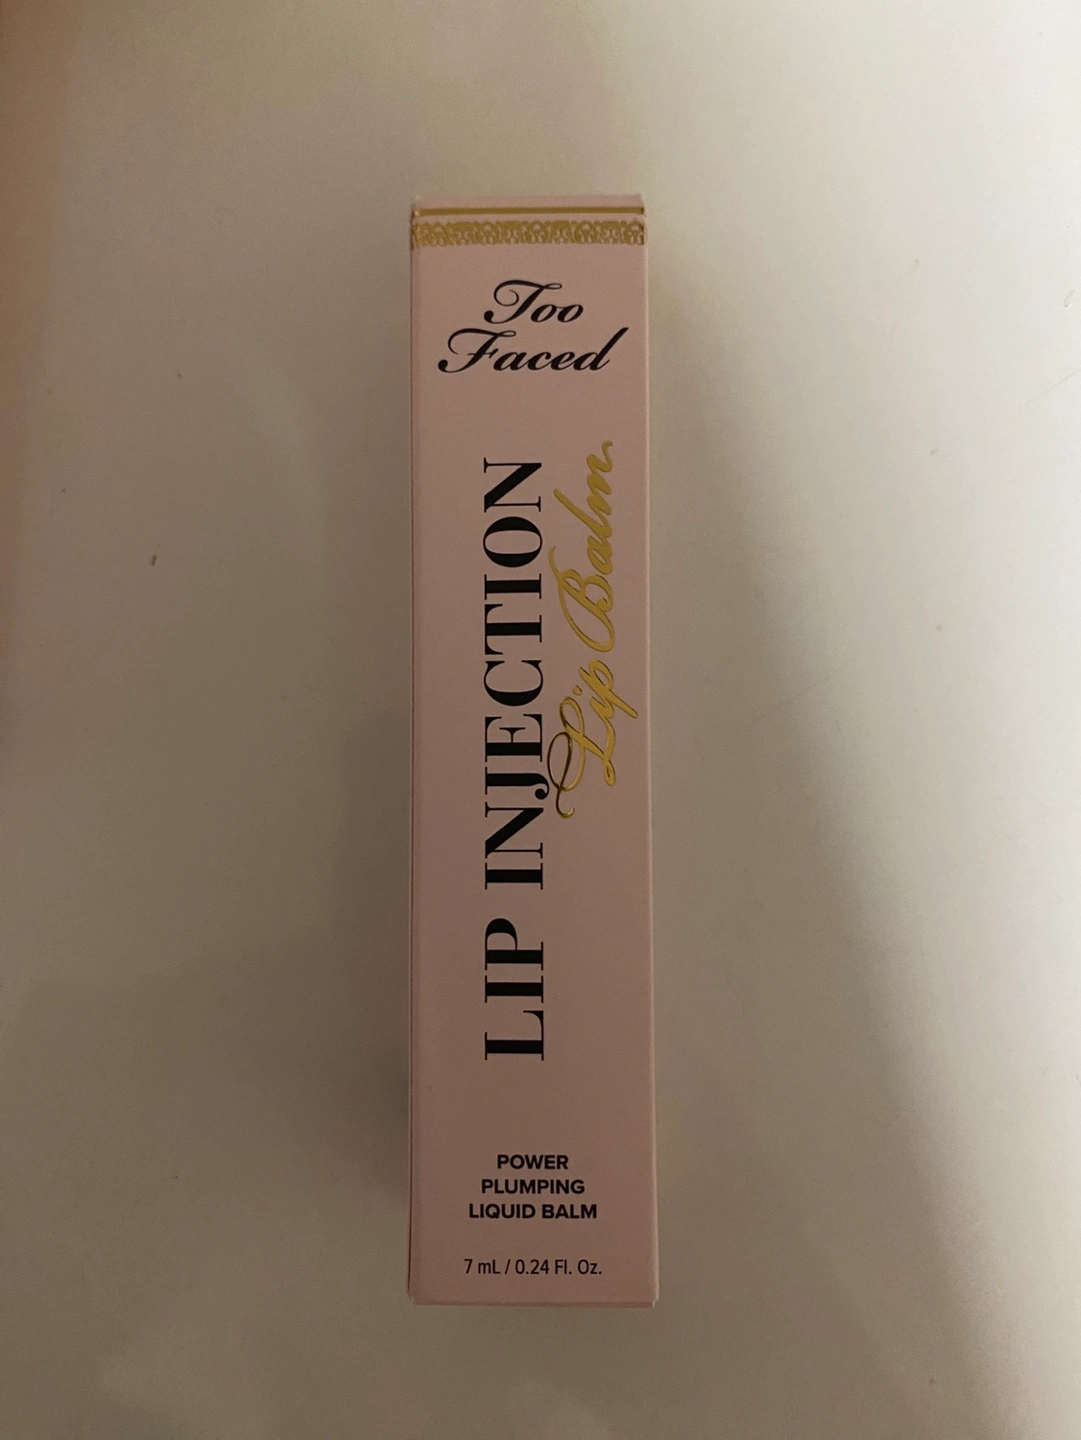 Too
Faced
LIP INJECTION
Lip Balm
POWER
PLUMPING
LIQUID BALM
7 mL / 0.24 Fl. Oz.